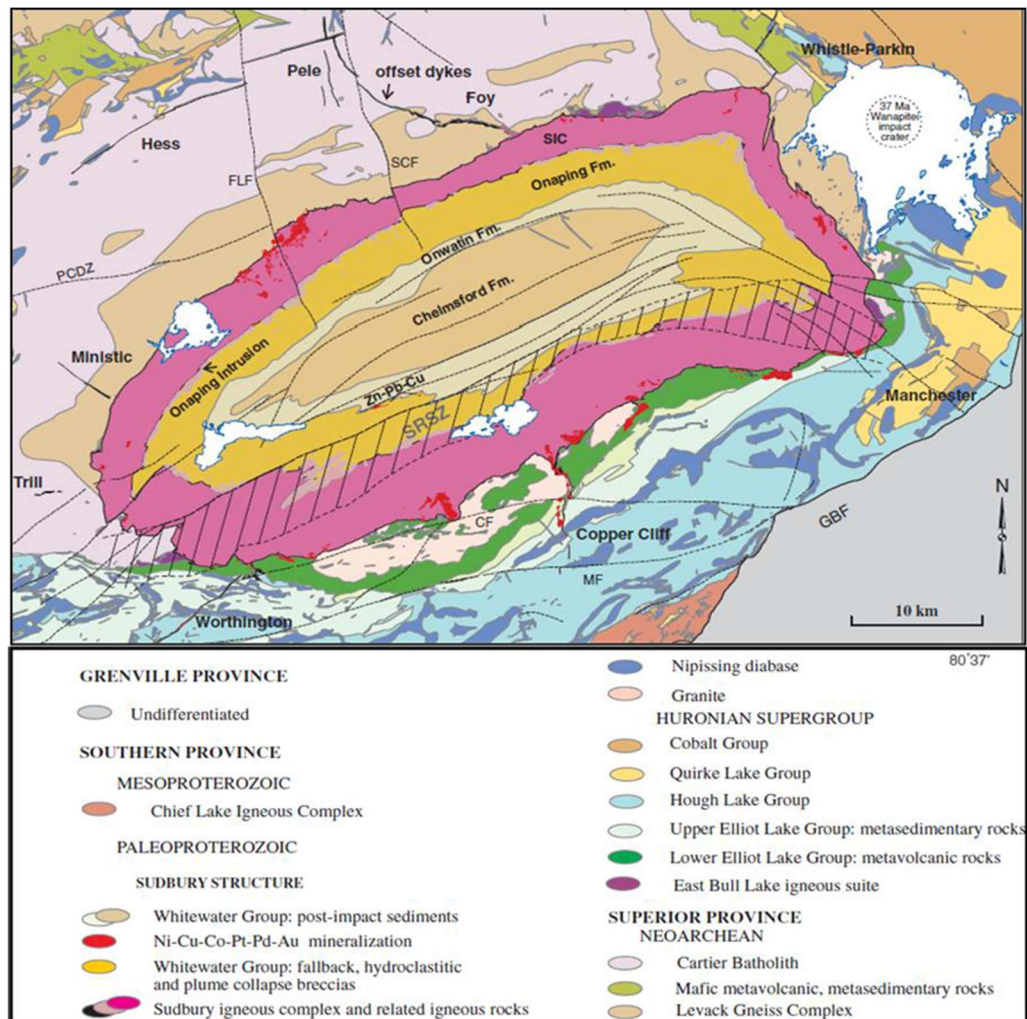 Whistle-Parkin
Pele
offset dykes
Foy
37 Ma
Wanapitei
impact
crater
Hess
SIC
SCF
FLF
Onaping Fm.
Onwatin Fm.
PCDZ
Chelmsford Fm.
Ministic
Onaping Intrusion
Zn-Pb-Cu
Manchester
SRSZ
Trill
N
CF
GBF
Copper Cliff
MF
10 km
Worthington
80°37'
GRENVILLE PROVINCE
Undifferentiated
SOUTHERN PROVINCE
MESOPROTEROZOIC
Chief Lake Igneous Complex
PALEOPROTEROZOIC
SUDBURY STRUCTURE
Whitewater Group: post-impact sediments
Ni-Cu-Co-Pt-Pd-Au mineralization
Whitewater Group: fallback, hydroclastitic
and plume collapse breccias
Sudbury igneous complex and related igneous rocks
Nipissing diabase
Granite
HURONIAN SUPERGROUP
Cobalt Group
Quirke Lake Group
Hough Lake Group
Upper Elliot Lake Group: metasedimentary rocks
Lower Elliot Lake Group: metavolcanic rocks
East Bull Lake igneous suite
SUPERIOR PROVINCE
NEOARCHEAN
Cartier Batholith
Mafic metavolcanic, metasedimentary rocks
Levack Gneiss Complex